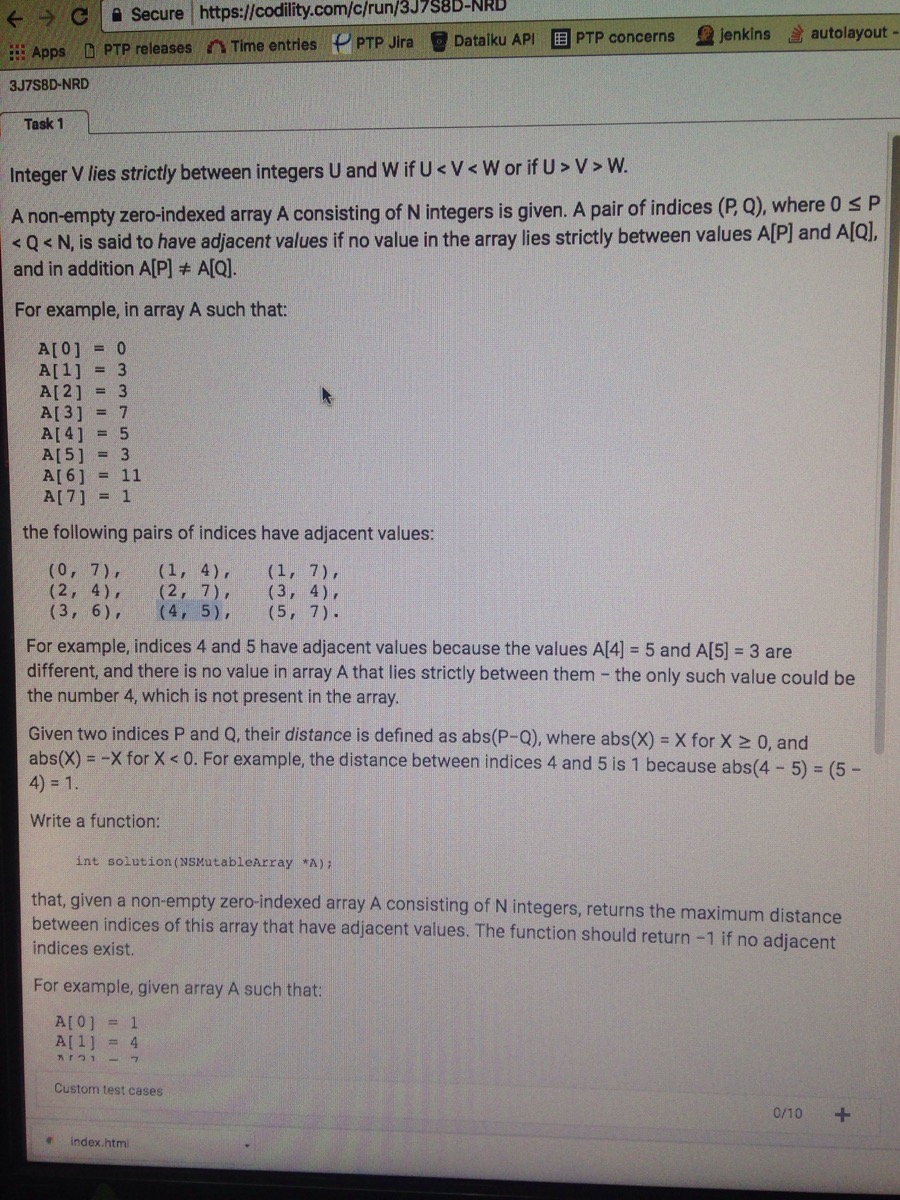 Secure https://codility.com/c/run/3J7S8D-NRD
Apps PTP releases Time entries PTP Jira Dataiku API PTP concerns jenkins autolayout -
3J7S8D-NRD
Task 1
Integer V lies strictly between integers U and W if U < V < W or if U > V > W.
A non-empty zero-indexed array A consisting of N integers is given. A pair of indices (P, Q), where 0 ≤ P
< Q < N, is said to have adjacent values if no value in the array lies strictly between values A[P] and A[Q],
and in addition A[P] ≠ A[Q].
For example, in array A such that:
A[0] = 0
A[1] = 3
A[2] = 3
A[3] = 7
A[4] = 5
A[5] = 3
A[6] = 11
A[7] = 1
the following pairs of indices have adjacent values:
(0, 7), (1, 4), (1, 7),
(2, 4), (2, 7), (3, 4),
(3, 6), (4, 5), (5, 7).
For example, indices 4 and 5 have adjacent values because the values A[4] = 5 and A[5] = 3 are
different, and there is no value in array A that lies strictly between them − the only such value could be
the number 4, which is not present in the array.
Given two indices P and Q, their distance is defined as abs(P−Q), where abs(X) = X for X ≥ 0, and
abs(X) = −X for X < 0. For example, the distance between indices 4 and 5 is 1 because abs(4 − 5) = (5 −
4) = 1.
Write a function:
int solution(NSMutableArray *A);
that, given a non-empty zero-indexed array A consisting of N integers, returns the maximum distance
between indices of this array that have adjacent values. The function should return −1 if no adjacent
indices exist.
For example, given array A such that:
A[0] = 1
A[1] = 4
Custom test cases
0/10 +
index.html